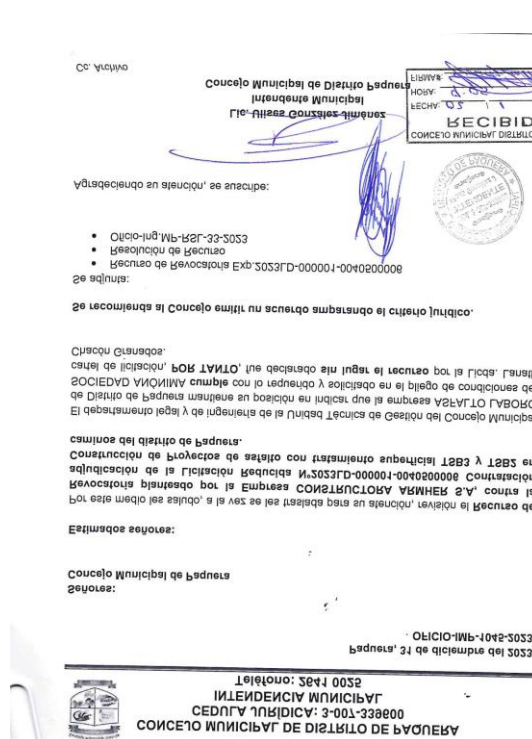 CONCEJO MUNICIPAL DE DISTRITO DE PAQUERA
CEDULA JURÍDICA: 3-007-339600
INTENDENCIA MUNICIPAL
Teléfono: 2641 0025
Paquera, 31 de diciembre del 2023
OFICIO-IMP-1045-2023
Señores:
Concejo Municipal de Paquera
Estimados señores:
Por este medio les saludo, a la vez se les traslada para su atención, revisión el Recurso de
Revocatoria planteado por la Empresa CONSTRUCTORA ARMHER S.A, contra la
adjudicación de la Licitación Reducida N°2023LD-000001-0040500006 Contratación
Construcción de Proyectos de asfalto con tratamiento superficial TSB3 y TSB2 en
caminos del distrito de Paquera.
El departamento legal y de ingeniería de la Unidad Técnica de Gestión del Concejo Municipa
de Distrito de Paquera mantiene su posición en indicar que la empresa ASFALTO LABORO
SOCIEDAD ANÓNIMA cumple con lo requerido y solicitado en el pliego de condiciones de
cartel de licitación, POR TANTO, fue declarado sin lugar el recurso por la Licda. Lanath
Chacón Granados.
Se recomienda al Concejo emitir un acuerdo amparando el criterio jurídico.
Se adjunta:
• Recurso de Revocatoria Exp.2023LD-000001-0040500006
• Resolución de Recurso
• Oficio-Ing.MP-RSL-33-2023
Agradeciendo su atención, se suscribe:
Lic. Ulises González Jiménez
Intendente Municipal
Concejo Municipal de Distrito Paquera
INTENDENTE
CONCEJO MUNICIPAL DISTRITO
RECIBID
FECHA: 02 / 1
HORA:
FIRMA:
Cc. Archivo